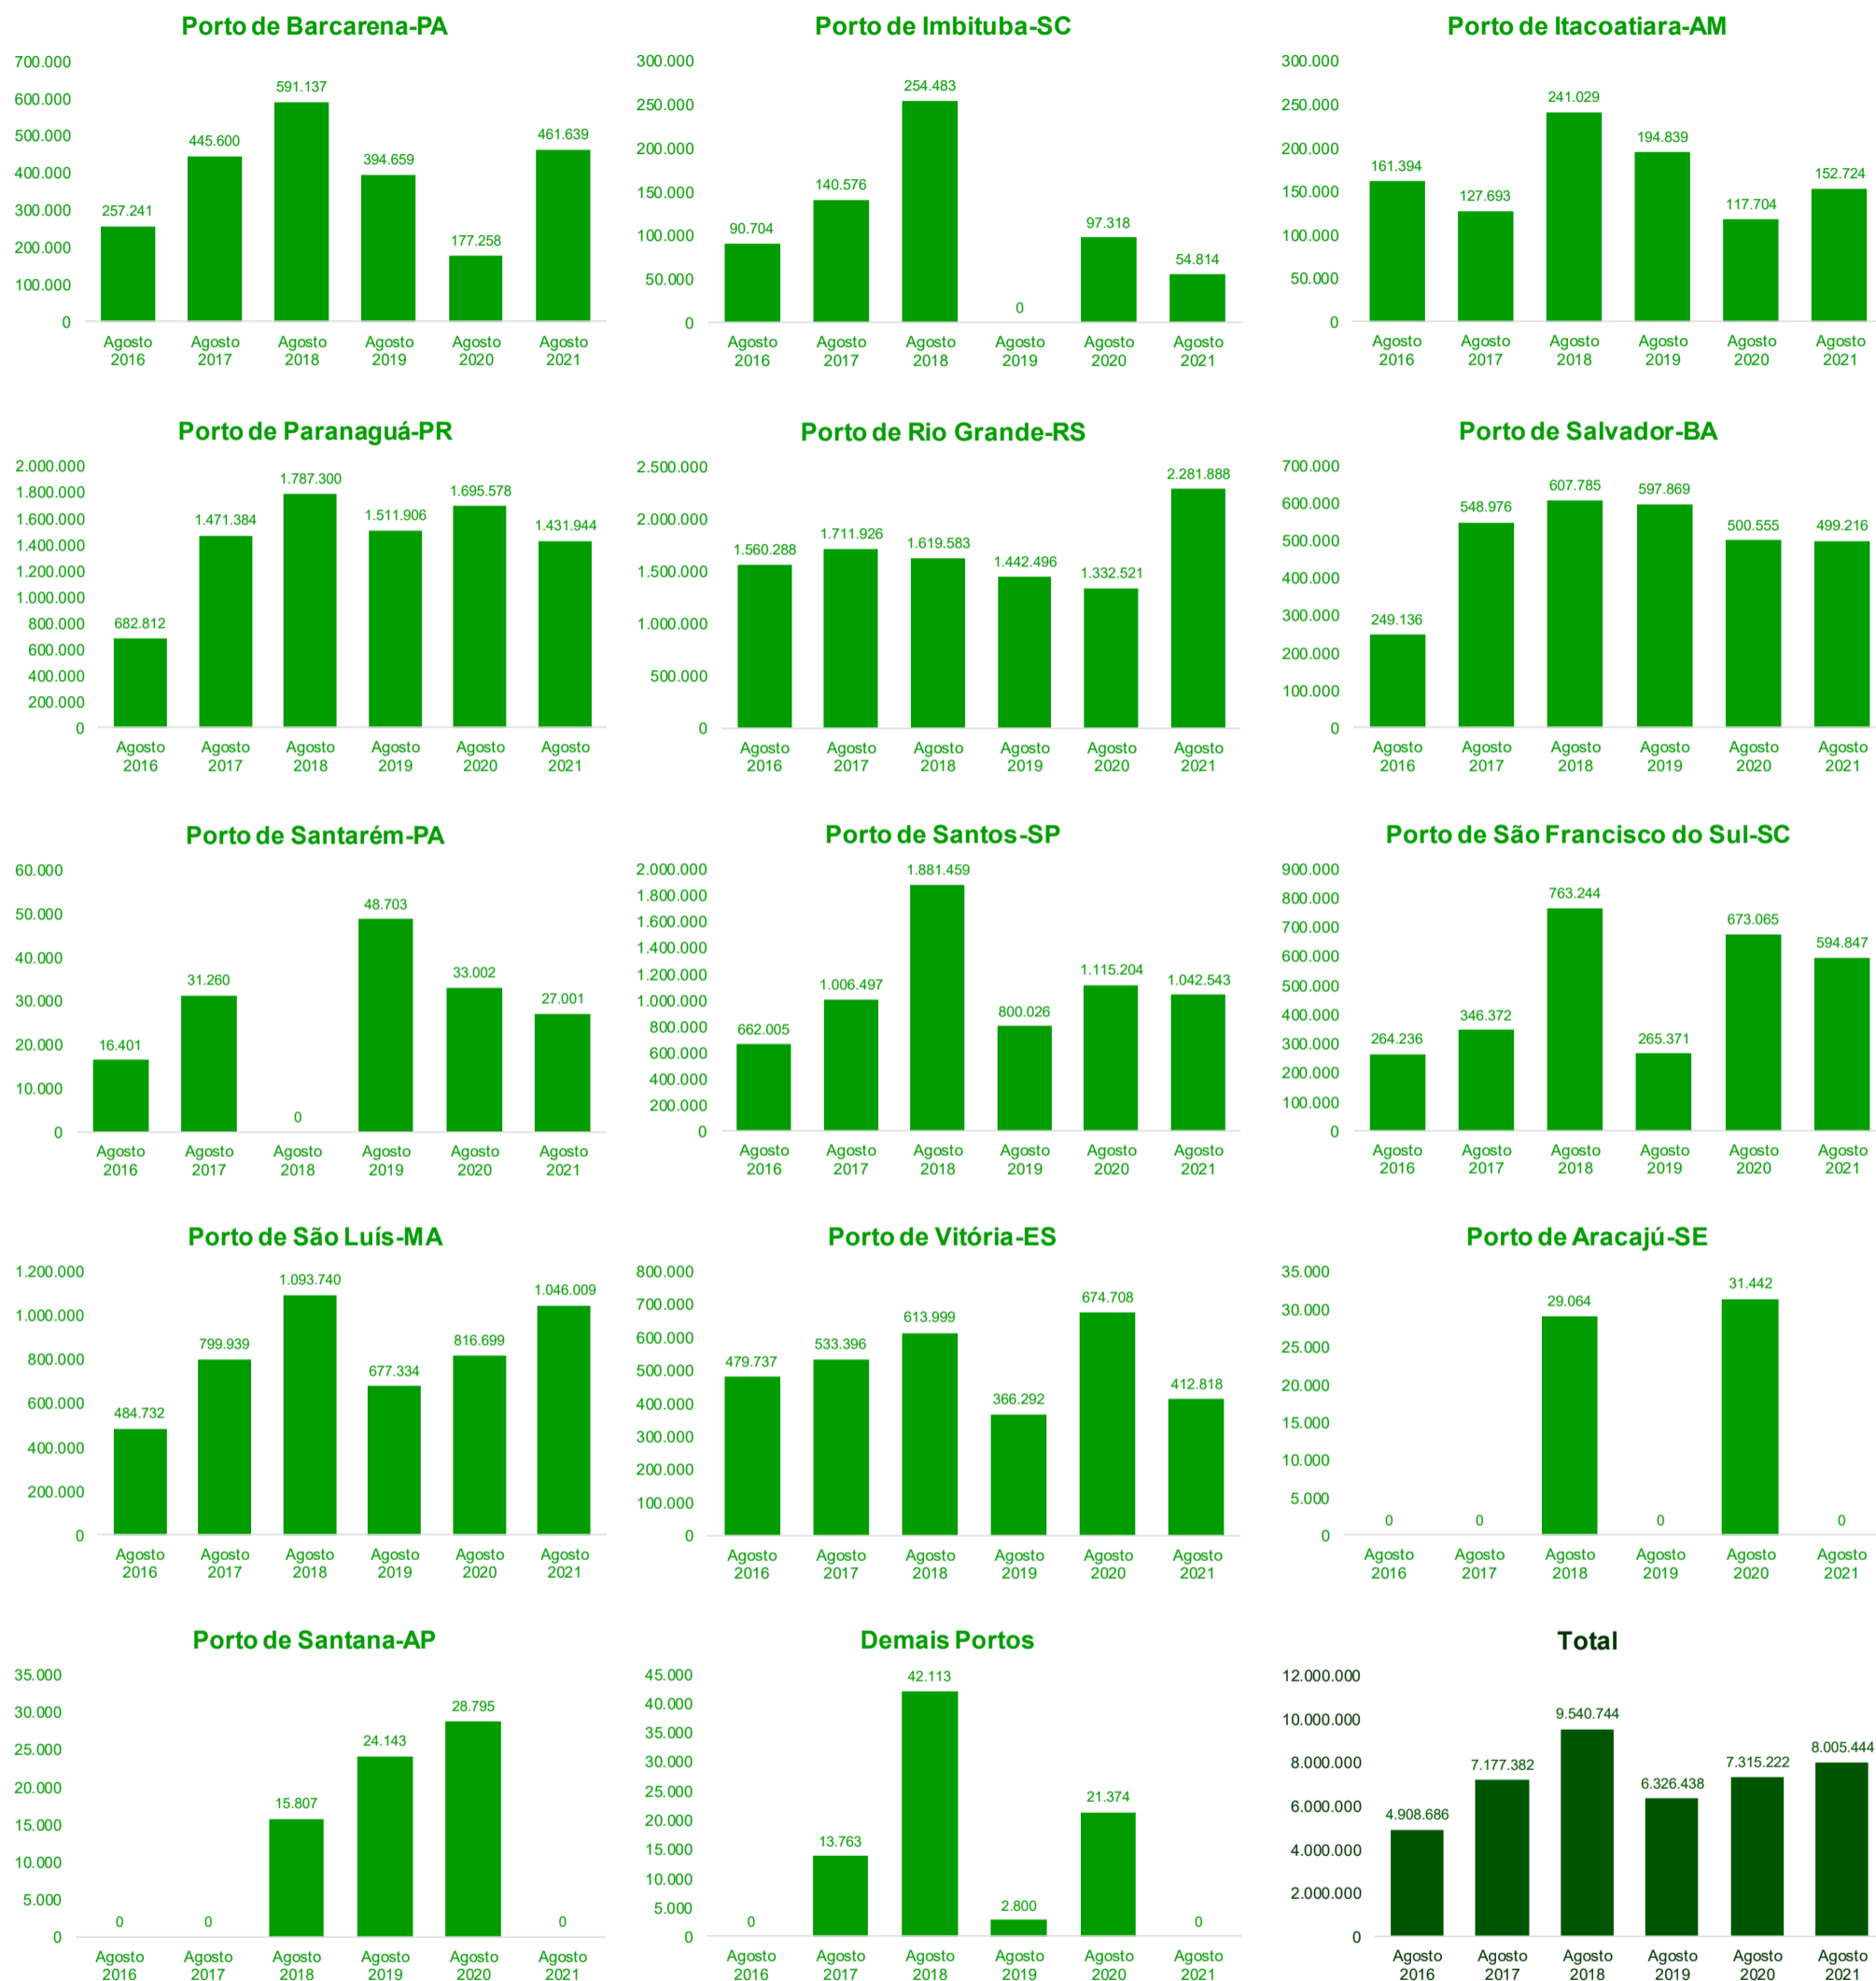 Porto de Barcarena-PA
700.000
600.000
500.000
400.000
300.000
200.000
100.000
0
257.241
445.600
591.137
394.659
177.258
461.639
Agosto 2016
Agosto 2017
Agosto 2018
Agosto 2019
Agosto 2020
Agosto 2021
Porto de Imbituba-SC
300.000
250.000
200.000
150.000
100.000
50.000
0
90.704
140.576
254.483
0
97.318
54.814
Agosto 2016
Agosto 2017
Agosto 2018
Agosto 2019
Agosto 2020
Agosto 2021
Porto de Itacoatiara-AM
300.000
250.000
200.000
150.000
100.000
50.000
0
161.394
127.693
241.029
194.839
117.704
152.724
Agosto 2016
Agosto 2017
Agosto 2018
Agosto 2019
Agosto 2020
Agosto 2021
Porto de Paranaguá-PR
2.000.000
1.800.000
1.600.000
1.400.000
1.200.000
1.000.000
800.000
600.000
400.000
200.000
0
682.812
1.471.384
1.787.300
1.511.906
1.695.578
1.431.944
Agosto 2016
Agosto 2017
Agosto 2018
Agosto 2019
Agosto 2020
Agosto 2021
Porto de Rio Grande-RS
2.500.000
2.000.000
1.500.000
1.000.000
500.000
0
1.560.288
1.711.926
1.619.583
1.442.496
1.332.521
2.281.888
Agosto 2016
Agosto 2017
Agosto 2018
Agosto 2019
Agosto 2020
Agosto 2021
Porto de Salvador-BA
700.000
600.000
500.000
400.000
300.000
200.000
100.000
0
249.136
548.976
607.785
597.869
500.555
499.216
Agosto 2016
Agosto 2017
Agosto 2018
Agosto 2019
Agosto 2020
Agosto 2021
Porto de Santarém-PA
60.000
50.000
40.000
30.000
20.000
10.000
0
16.401
31.260
0
48.703
33.002
27.001
Agosto 2016
Agosto 2017
Agosto 2018
Agosto 2019
Agosto 2020
Agosto 2021
Porto de Santos-SP
2.000.000
1.800.000
1.600.000
1.400.000
1.200.000
1.000.000
800.000
600.000
400.000
200.000
0
662.005
1.006.497
1.881.459
800.026
1.115.204
1.042.543
Agosto 2016
Agosto 2017
Agosto 2018
Agosto 2019
Agosto 2020
Agosto 2021
Porto de São Francisco do Sul-SC
900.000
800.000
700.000
600.000
500.000
400.000
300.000
200.000
100.000
0
264.236
346.372
763.244
265.371
673.065
594.847
Agosto 2016
Agosto 2017
Agosto 2018
Agosto 2019
Agosto 2020
Agosto 2021
Porto de São Luís-MA
1.200.000
1.000.000
800.000
600.000
400.000
200.000
0
484.732
799.939
1.093.740
677.334
816.699
1.046.009
Agosto 2016
Agosto 2017
Agosto 2018
Agosto 2019
Agosto 2020
Agosto 2021
Porto de Vitória-ES
800.000
700.000
600.000
500.000
400.000
300.000
200.000
100.000
0
479.737
533.396
613.999
366.292
674.708
412.818
Agosto 2016
Agosto 2017
Agosto 2018
Agosto 2019
Agosto 2020
Agosto 2021
Porto de Aracajú-SE
35.000
30.000
25.000
20.000
15.000
10.000
5.000
0
0
0
29.064
0
31.442
0
Agosto 2016
Agosto 2017
Agosto 2018
Agosto 2019
Agosto 2020
Agosto 2021
Porto de Santana-AP
35.000
30.000
25.000
20.000
15.000
10.000
5.000
0
0
0
15.807
24.143
28.795
0
Agosto 2016
Agosto 2017
Agosto 2018
Agosto 2019
Agosto 2020
Agosto 2021
Demais Portos
45.000
40.000
35.000
30.000
25.000
20.000
15.000
10.000
5.000
0
0
13.763
42.113
2.800
21.374
0
Agosto 2016
Agosto 2017
Agosto 2018
Agosto 2019
Agosto 2020
Agosto 2021
Total
12.000.000
10.000.000
8.000.000
6.000.000
4.000.000
2.000.000
0
4.908.686
7.177.382
9.540.744
6.326.438
7.315.222
8.005.444
Agosto 2016
Agosto 2017
Agosto 2018
Agosto 2019
Agosto 2020
Agosto 2021